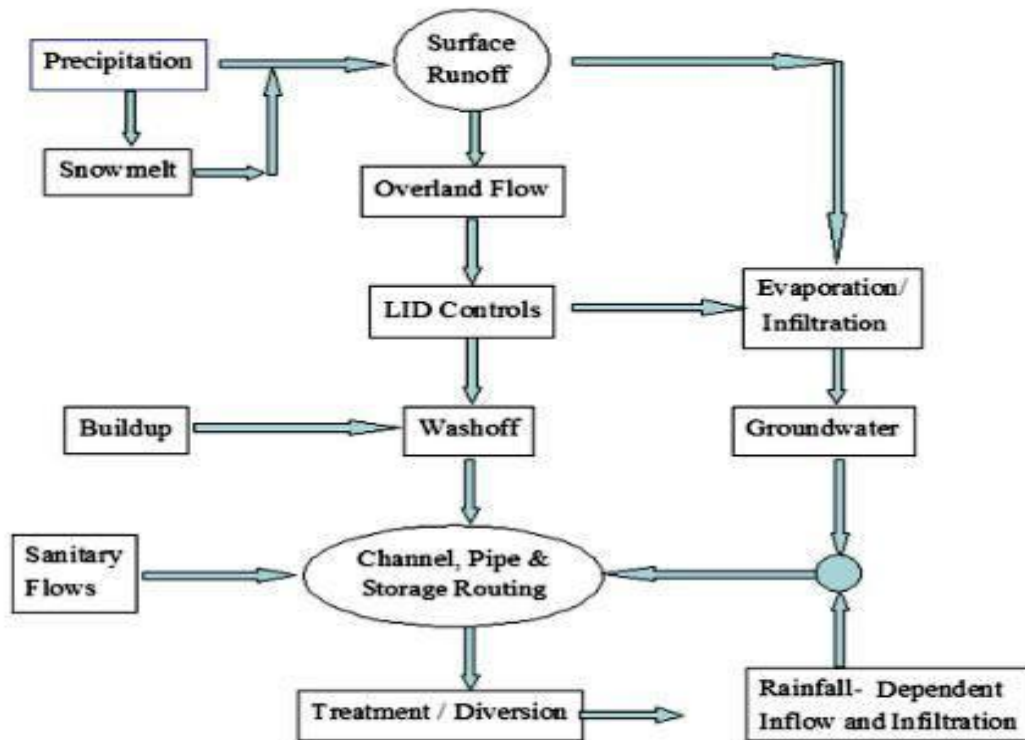 Precipitation
Surface
Runoff
Snowmelt
Overland Flow
LID Controls
Evaporation/
Infiltration
Buildup
Washoff
Groundwater
Sanitary
Flows
Channel, Pipe &
Storage Routing
Treatment / Diversion
Rainfall- Dependent
Inflow and Infiltration